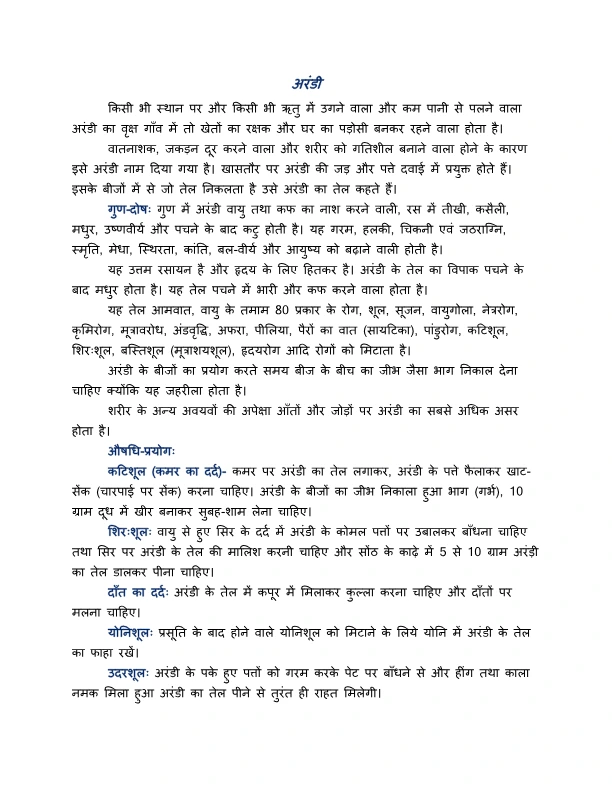 अरंडी
किसी भी स्थान पर और किसी भी ऋतु में उगने वाला और कम पानी से पलने वाला
अरंडी का वृक्ष गाँव में तो खेतों का रक्षक और घर का पड़ोसी बनकर रहने वाला होता है।
वातनाशक, जकड़न दूर करने वाला और शरीर को गतिशील बनाने वाला होने के कारण
इसे अरंडी नाम दिया गया है। खासतौर पर अरंडी की जड़ और पत्ते दवाई में प्रयुक्त होते हैं।
इसके बीजों में से जो तेल निकलता है उसे अरंडी का तेल कहते हैं।
गुण-दोषः गुण में अरंडी वायु तथा कफ का नाश करने वाली, रस में तीखी, कसैली,
मधुर, उष्णवीर्य और पचने के बाद कटु होती है। यह गरम, हलकी, चिकनी एवं जठराग्नि,
स्मृति, मेधा, स्थिरता, कांति, बल-वीर्य और आयुष्य को बढ़ाने वाली होती है।
यह उत्तम रसायन है और हृदय के लिए हितकर है। अरंडी के तेल का विपाक पचने के
बाद मधुर होता है। यह तेल पचने में भारी और कफ करने वाला होता है।
यह तेल आमवात, वायु के तमाम 80 प्रकार के रोग, शूल, सूजन, वायुगोला, नेत्ररोग,
कृमिरोग, मूत्रावरोध, अंडवृद्धि, अफरा, पीलिया, पैरों का वात (सायटिका), पांडुरोग, कटिशूल,
शिरःशूल, बस्तिशूल (मूत्राशयशूल), हृदयरोग आदि रोगों को मिटाता है।
अरंडी के बीजों का प्रयोग करते समय बीज के बीच का जीभ जैसा भाग निकाल देना
चाहिए क्योंकि यह जहरीला होता है।
शरीर के अन्य अवयवों की अपेक्षा आँतों और जोड़ों पर अरंडी का सबसे अधिक असर
होता है।
औषधि-प्रयोगः
कटिशूल (कमर का दर्द)- कमर पर अरंडी का तेल लगाकर, अरंडी के पत्ते फैलाकर खाट-
सेंक (चारपाई पर सेंक) करना चाहिए। अरंडी के बीजों का जीभ निकाला हुआ भाग (गर्भ), 10
ग्राम दूध में खीर बनाकर सुबह-शाम लेना चाहिए।
शिरःशूलः वायु से हुए सिर के दर्द में अरंडी के कोमल पत्तों पर उबालकर बाँधना चाहिए
तथा सिर पर अरंडी के तेल की मालिश करनी चाहिए और सोंठ के काढ़े में 5 से 10 ग्राम अरंड़ी
का तेल डालकर पीना चाहिए।
दाँत का दर्दः अरंडी के तेल में कपूर में मिलाकर कुल्ला करना चाहिए और दाँतों पर
मलना चाहिए।
योनिशूलः प्रसूति के बाद होने वाले योनिशूल को मिटाने के लिये योनि में अरंडी के तेल
का फाहा रखें।
उदरशूलः अरंडी के पके हुए पत्तों को गरम करके पेट पर बाँधने से और हींग तथा काला
नमक मिला हुआ अरंडी का तेल पीने से तुरंत ही राहत मिलेगी।